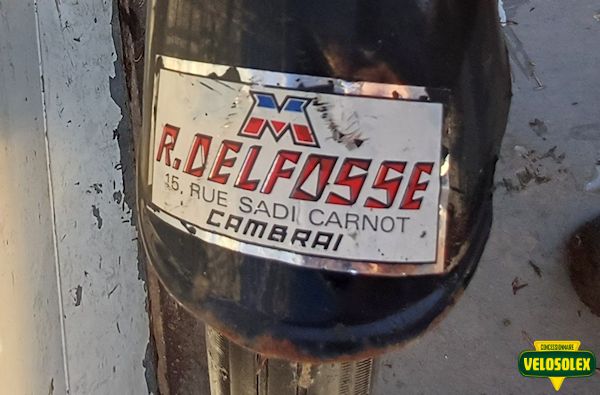 M
R.DELFOSSE
15, RUE SADI CARNOT
CAMBRAI
CONCESSIONNAIRE
VELOSOLEX